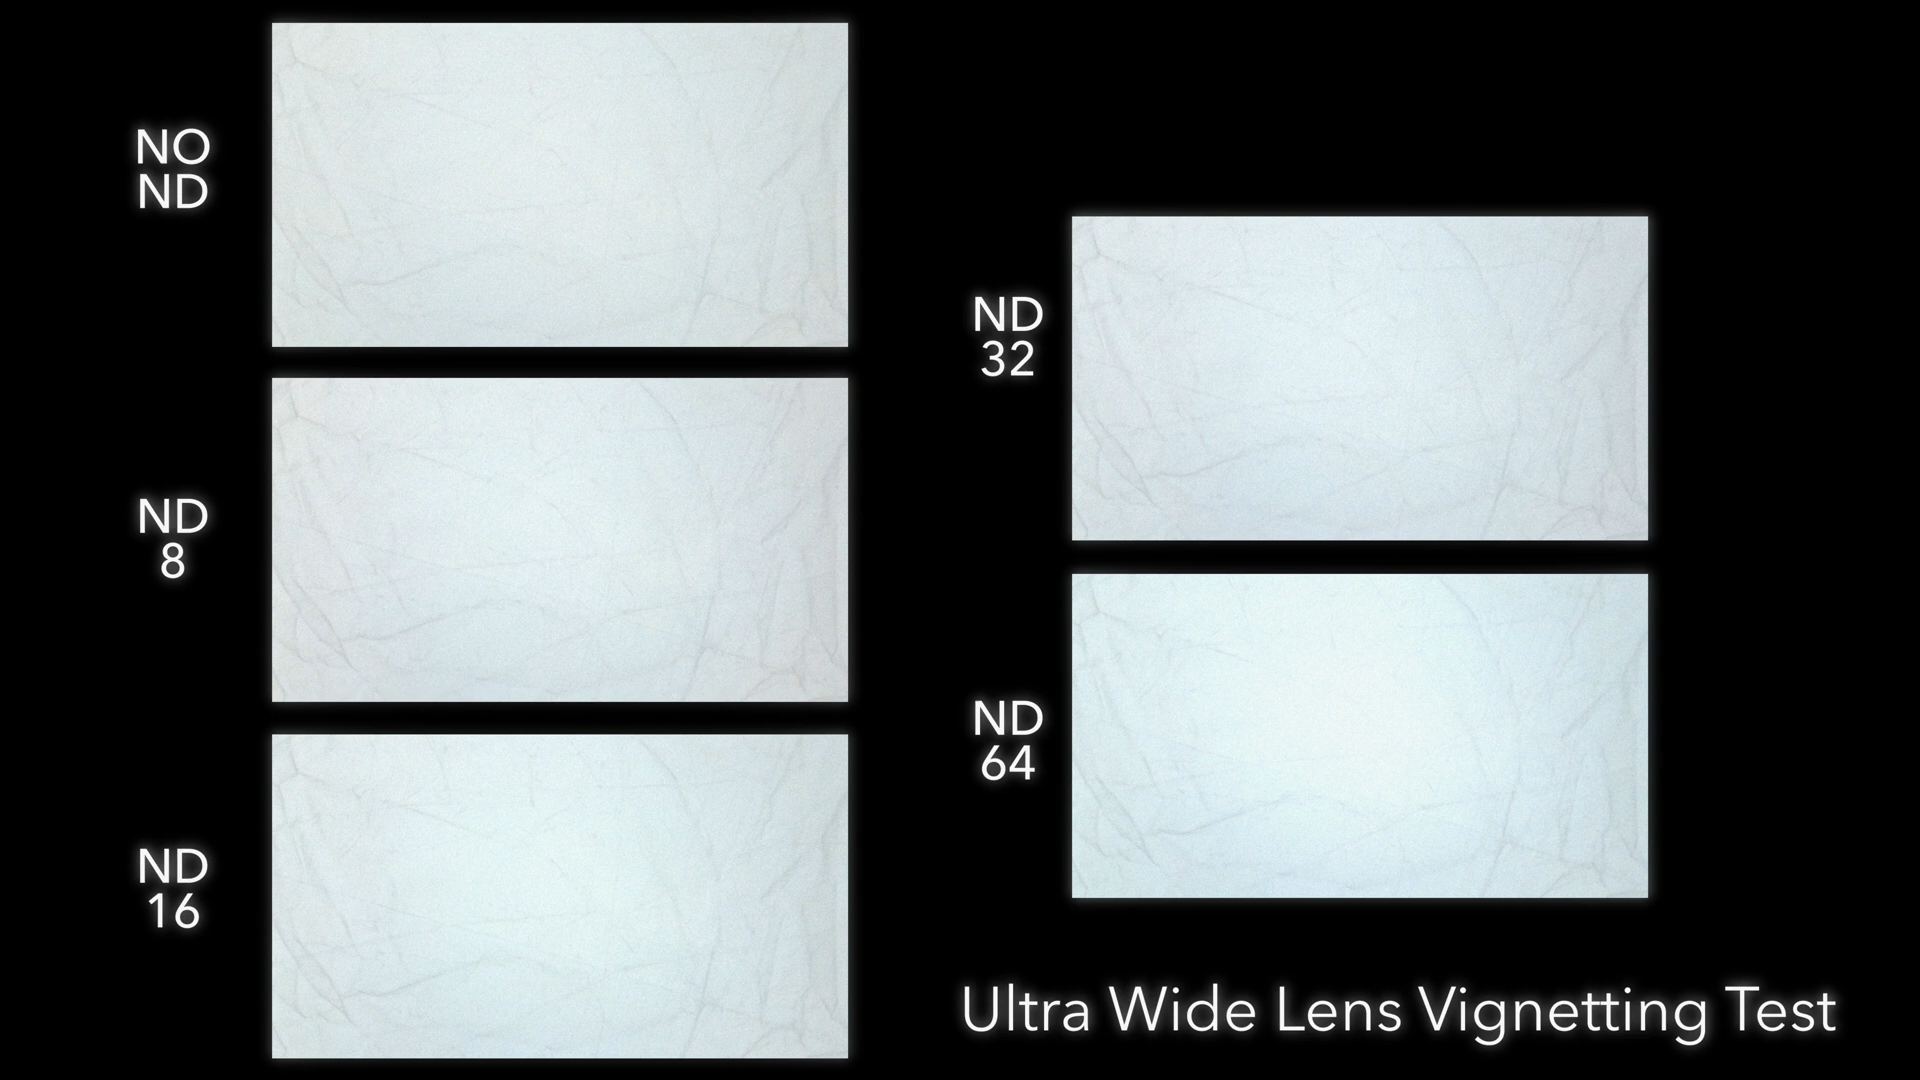 NO
ND
ND
8
ND
16
ND
32
ND
64
Ultra Wide Lens Vignetting Test